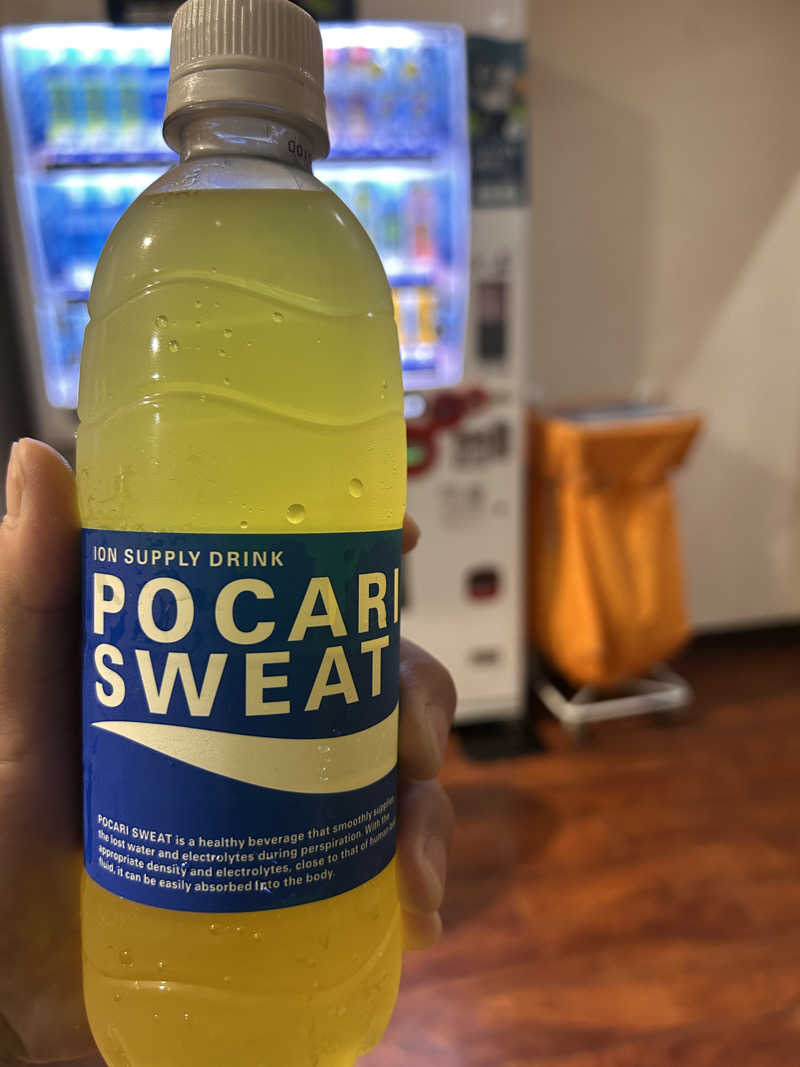 ION SUPPLY DRINK
POCARI
SWEAT
POCARI SWEAT is a healthy beverage that smoothly supplies
the lost water and electrolytes during perspiration. With the
appropriate density and electrolytes, close to that of human
fluid, it can be easily absorbed into the body.